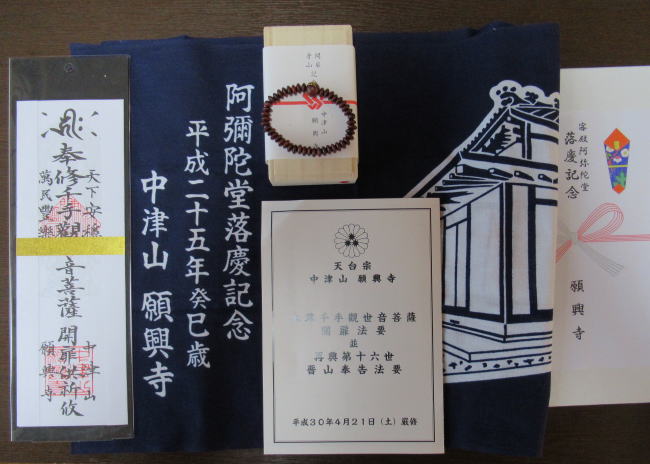 天下安穏
奉修千手觀音菩薩 開扉供祈攸
萬民豊樂
中津山
願興寺
阿彌陀堂落慶記念
平成二十五年癸巳歳
中津山 願興寺
中津山
願興寺
天台宗
中津山 願興寺
千手觀世音菩薩
開扉法要
並
再興第十六世
晉山奉告法要
平成30年4月21日（土）厳修
客殿阿弥陀堂
落慶記念
願興寺